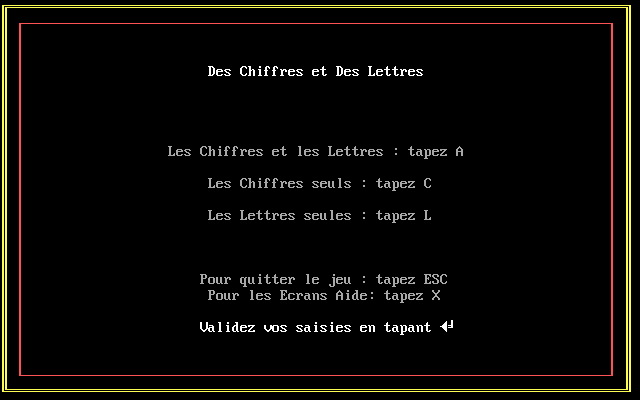 Des Chiffres et Des Lettres
Les Chiffres et les Lettres : tapez A
Les Chiffres seuls : tapez C
Les Lettres seules : tapez L
Pour quitter le jeu : tapez ESC
Pour les Ecrans Aide: tapez X
Validez vos saisies en tapant ↵